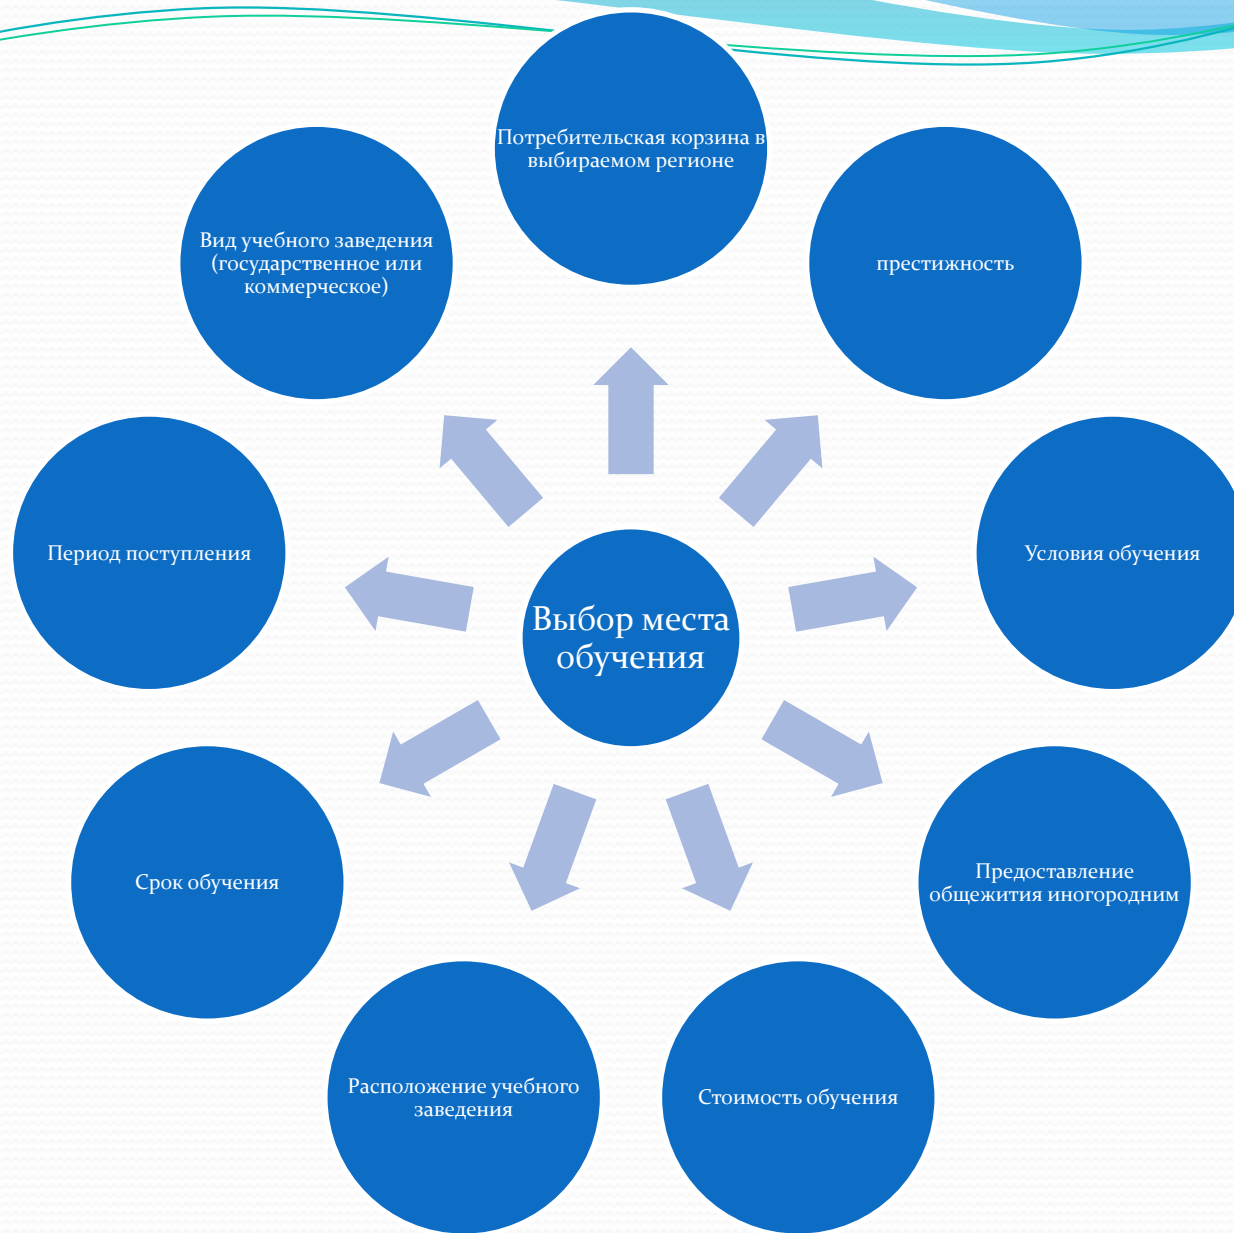 Потребительская корзина в
выбираемом регионе
престижность
Условия обучения
Предоставление
общежития иногородним
Стоимость обучения
Расположение учебного
заведения
Срок обучения
Период поступления
Вид учебного заведения
(государственное или
коммерческое)
Выбор места
обучения